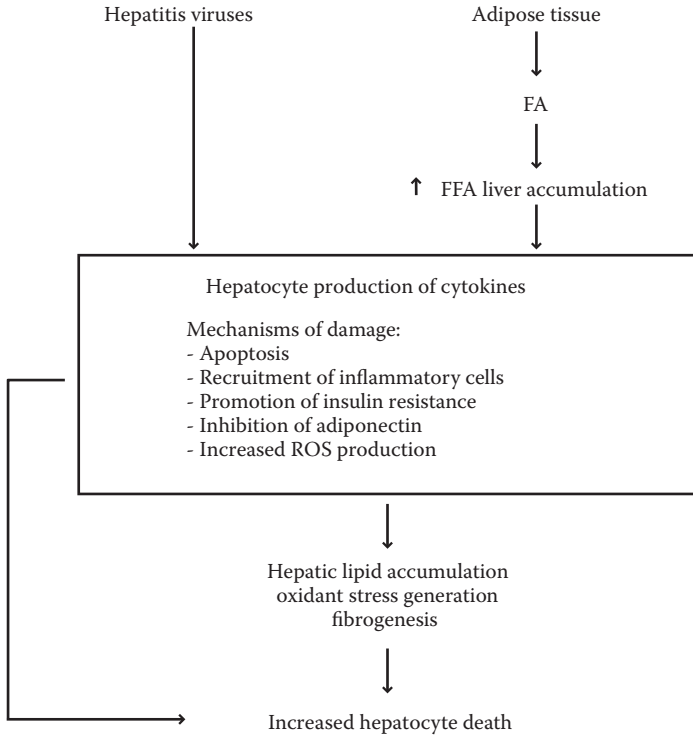 Hepatitis viruses
Adipose tissue
FA
↑ FFA liver accumulation
Hepatocyte production of cytokines
Mechanisms of damage:
- Apoptosis
- Recruitment of inflammatory cells
- Promotion of insulin resistance
- Inhibition of adiponectin
- Increased ROS production
Hepatic lipid accumulation
oxidant stress generation
fibrogenesis
Increased hepatocyte death